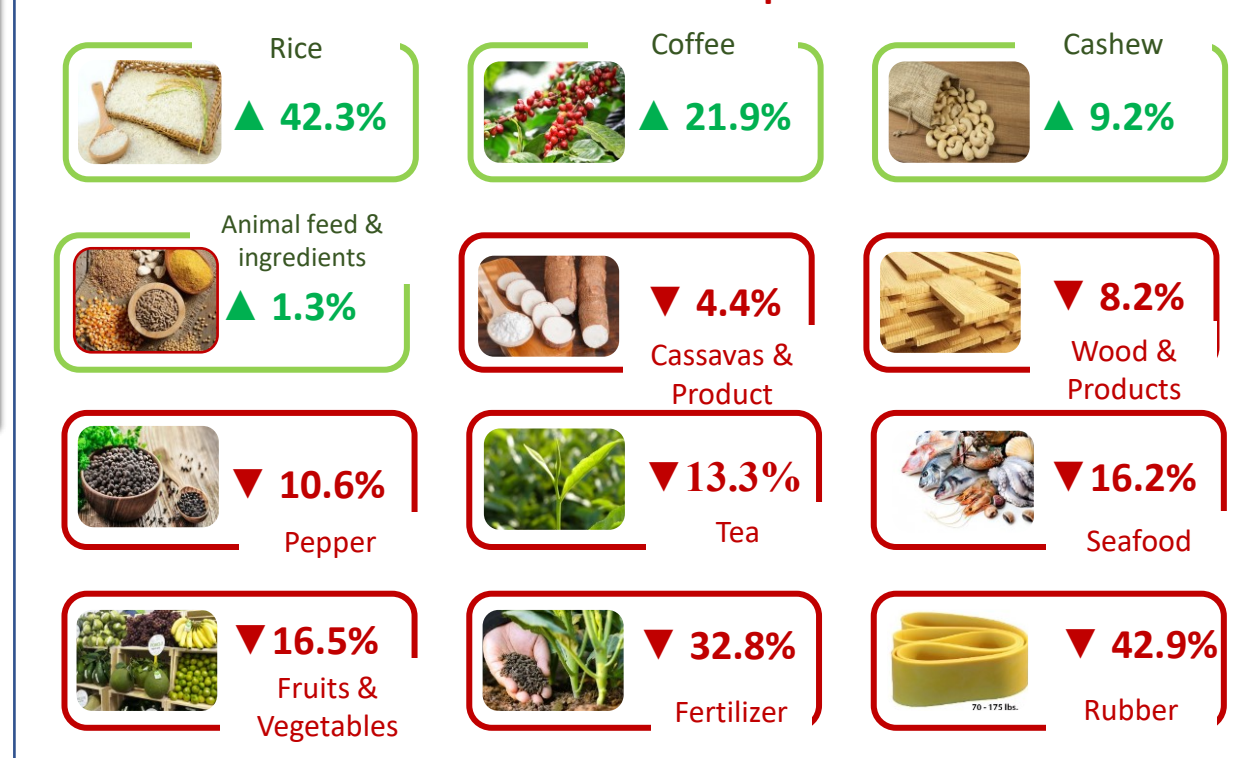 Rice
▲ 42.3%
Coffee
▲ 21.9%
Cashew
▲ 9.2%
Animal feed &
ingredients
▲ 1.3%
▼ 4.4%
Cassavas &
Product
▼ 8.2%
Wood &
Products
▼ 10.6%
Pepper
▼13.3%
Tea
▼16.2%
Seafood
▼16.5%
Fruits &
Vegetables
▼ 32.8%
Fertilizer
70 - 175 lbs.
▼ 42.9%
Rubber